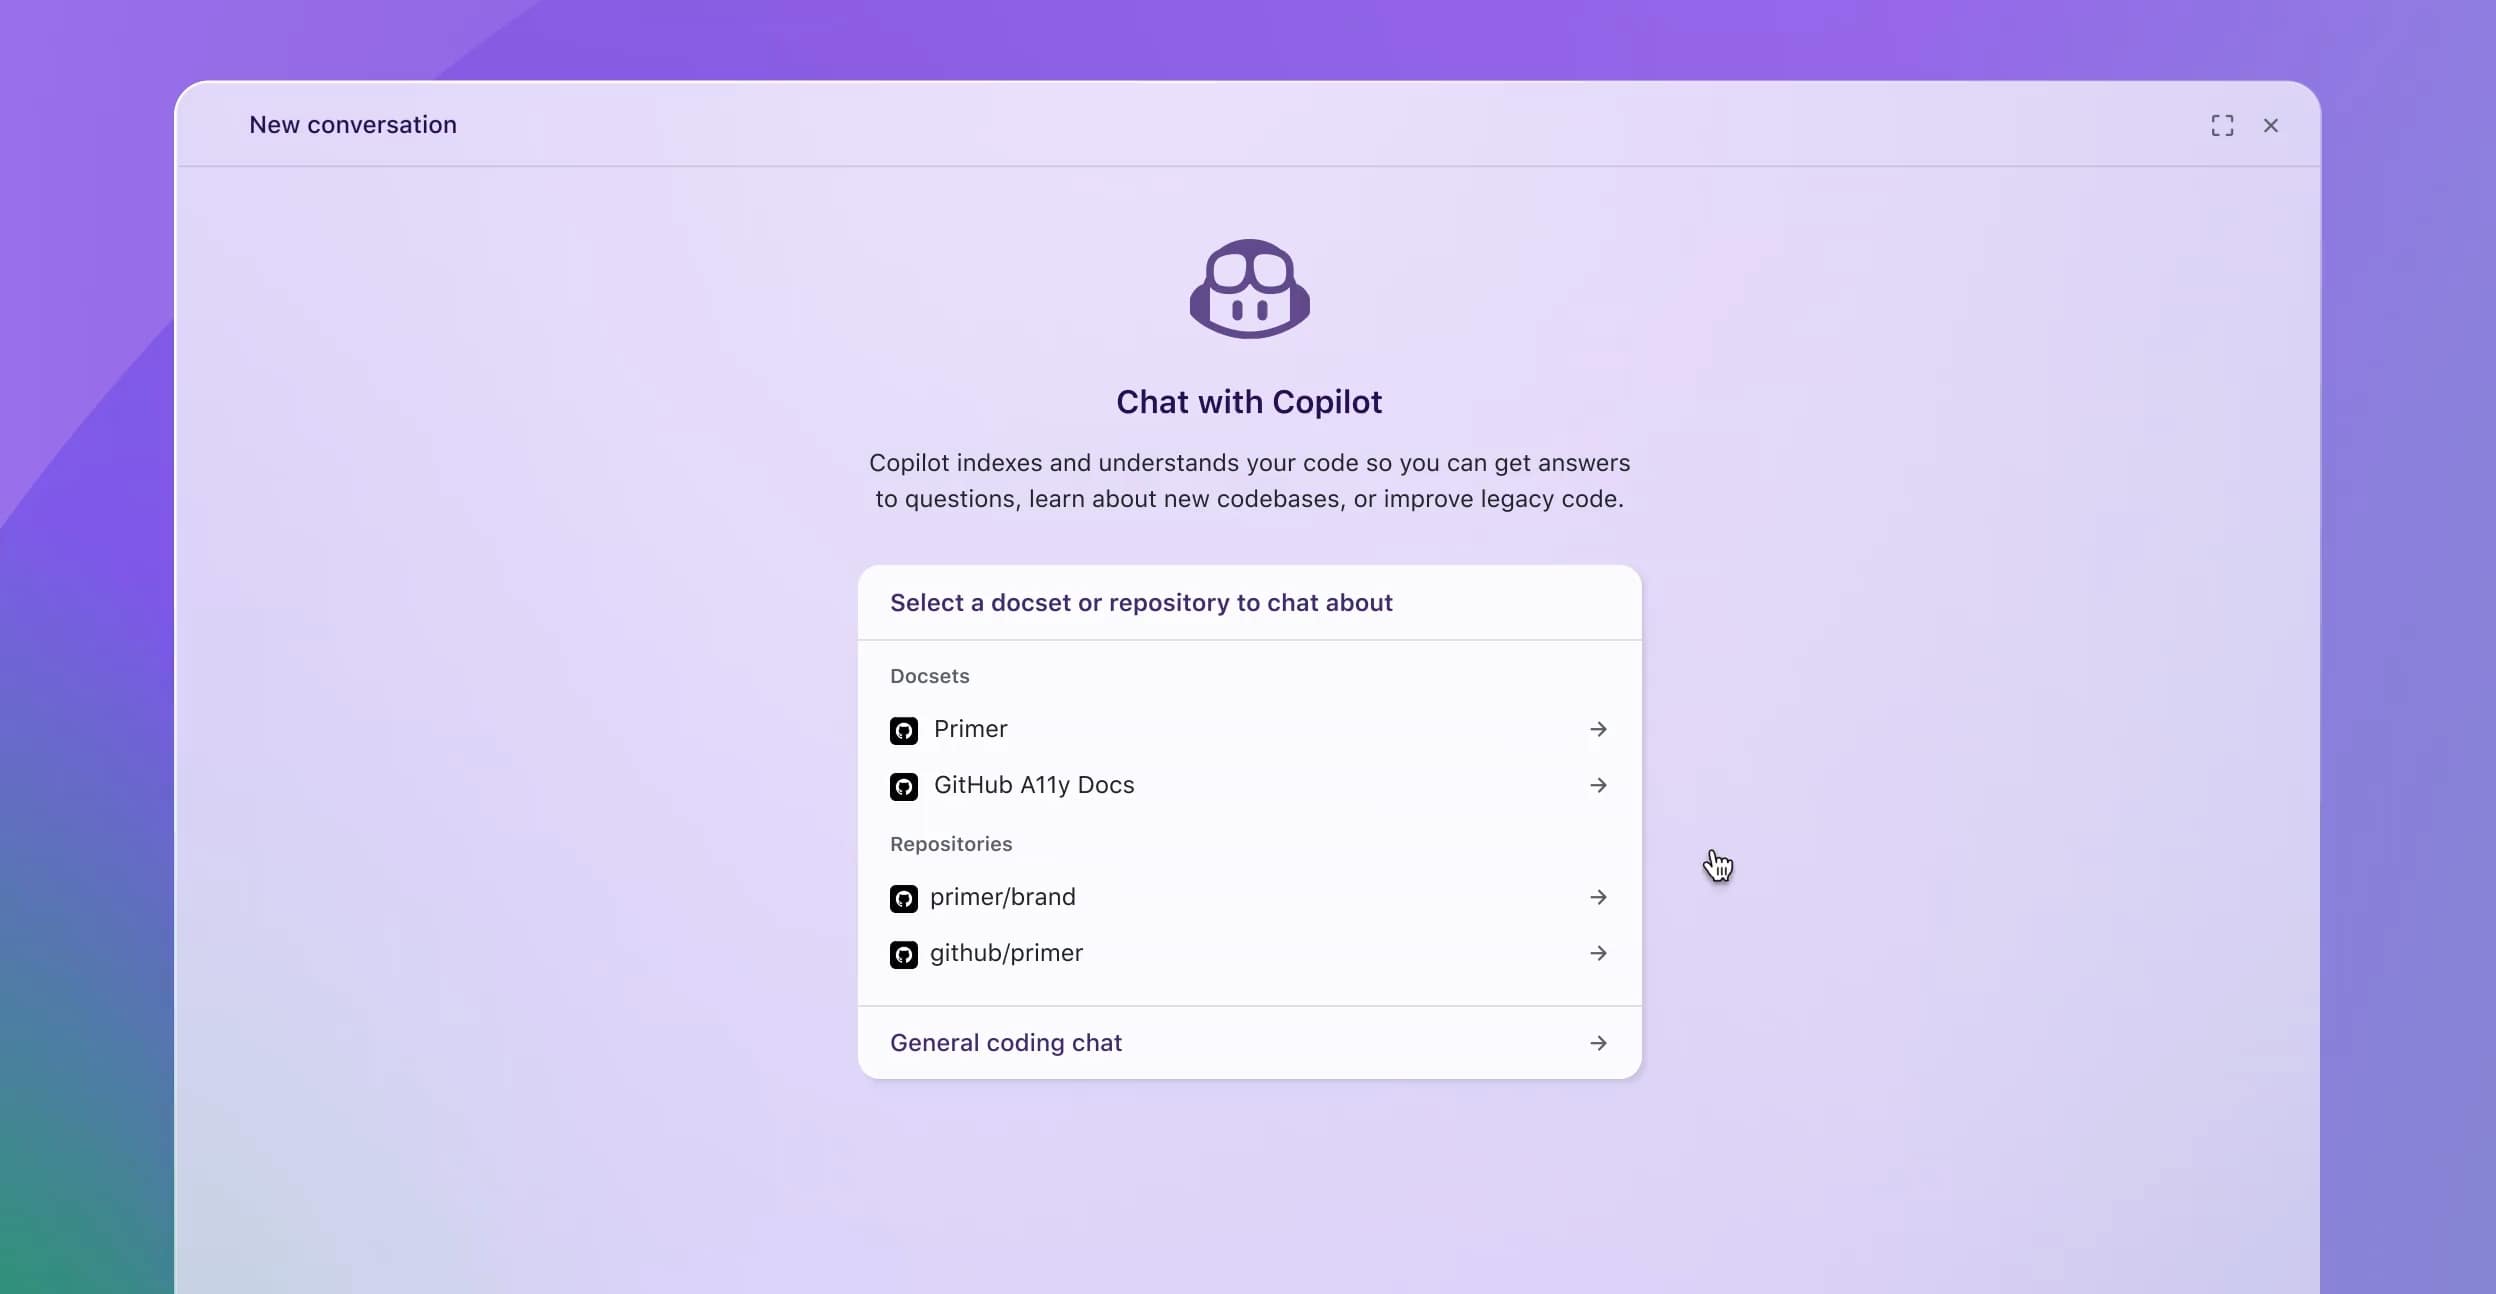 New conversation
Chat with Copilot
Copilot indexes and understands your code so you can get answers
to questions, learn about new codebases, or improve legacy code.
Select a docset or repository to chat about
Docsets
Primer
GitHub A11y Docs
Repositories
primer/brand
github/primer
General coding chat